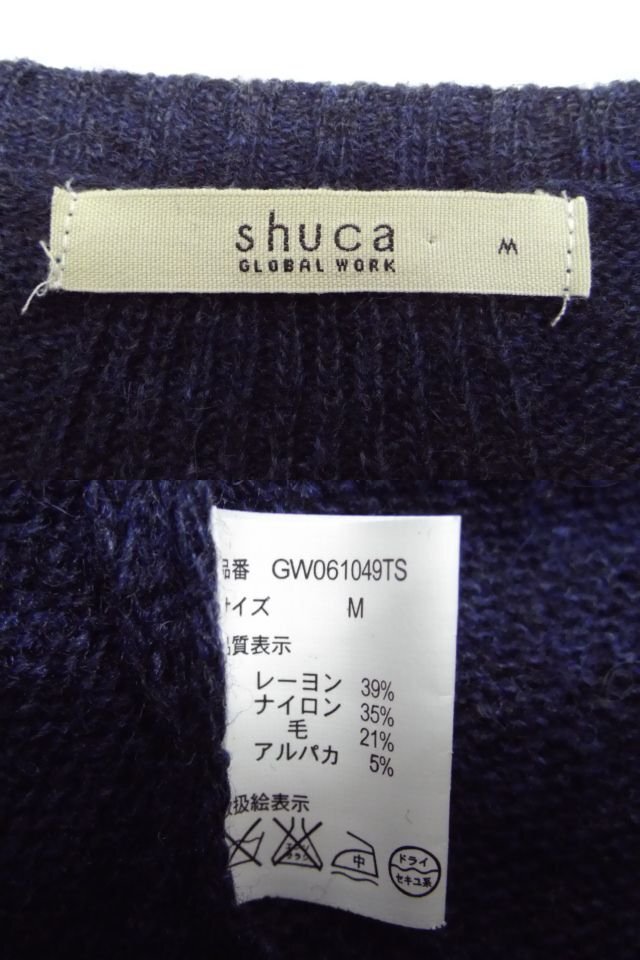 shuca
GLOBAL WORK
M
品番 GW061049TS
サイズ M
品質表示
レーヨン 39%
ナイロン 35%
毛 21%
アルパカ 5%
取扱絵表示
中
ドライ
セキユ系